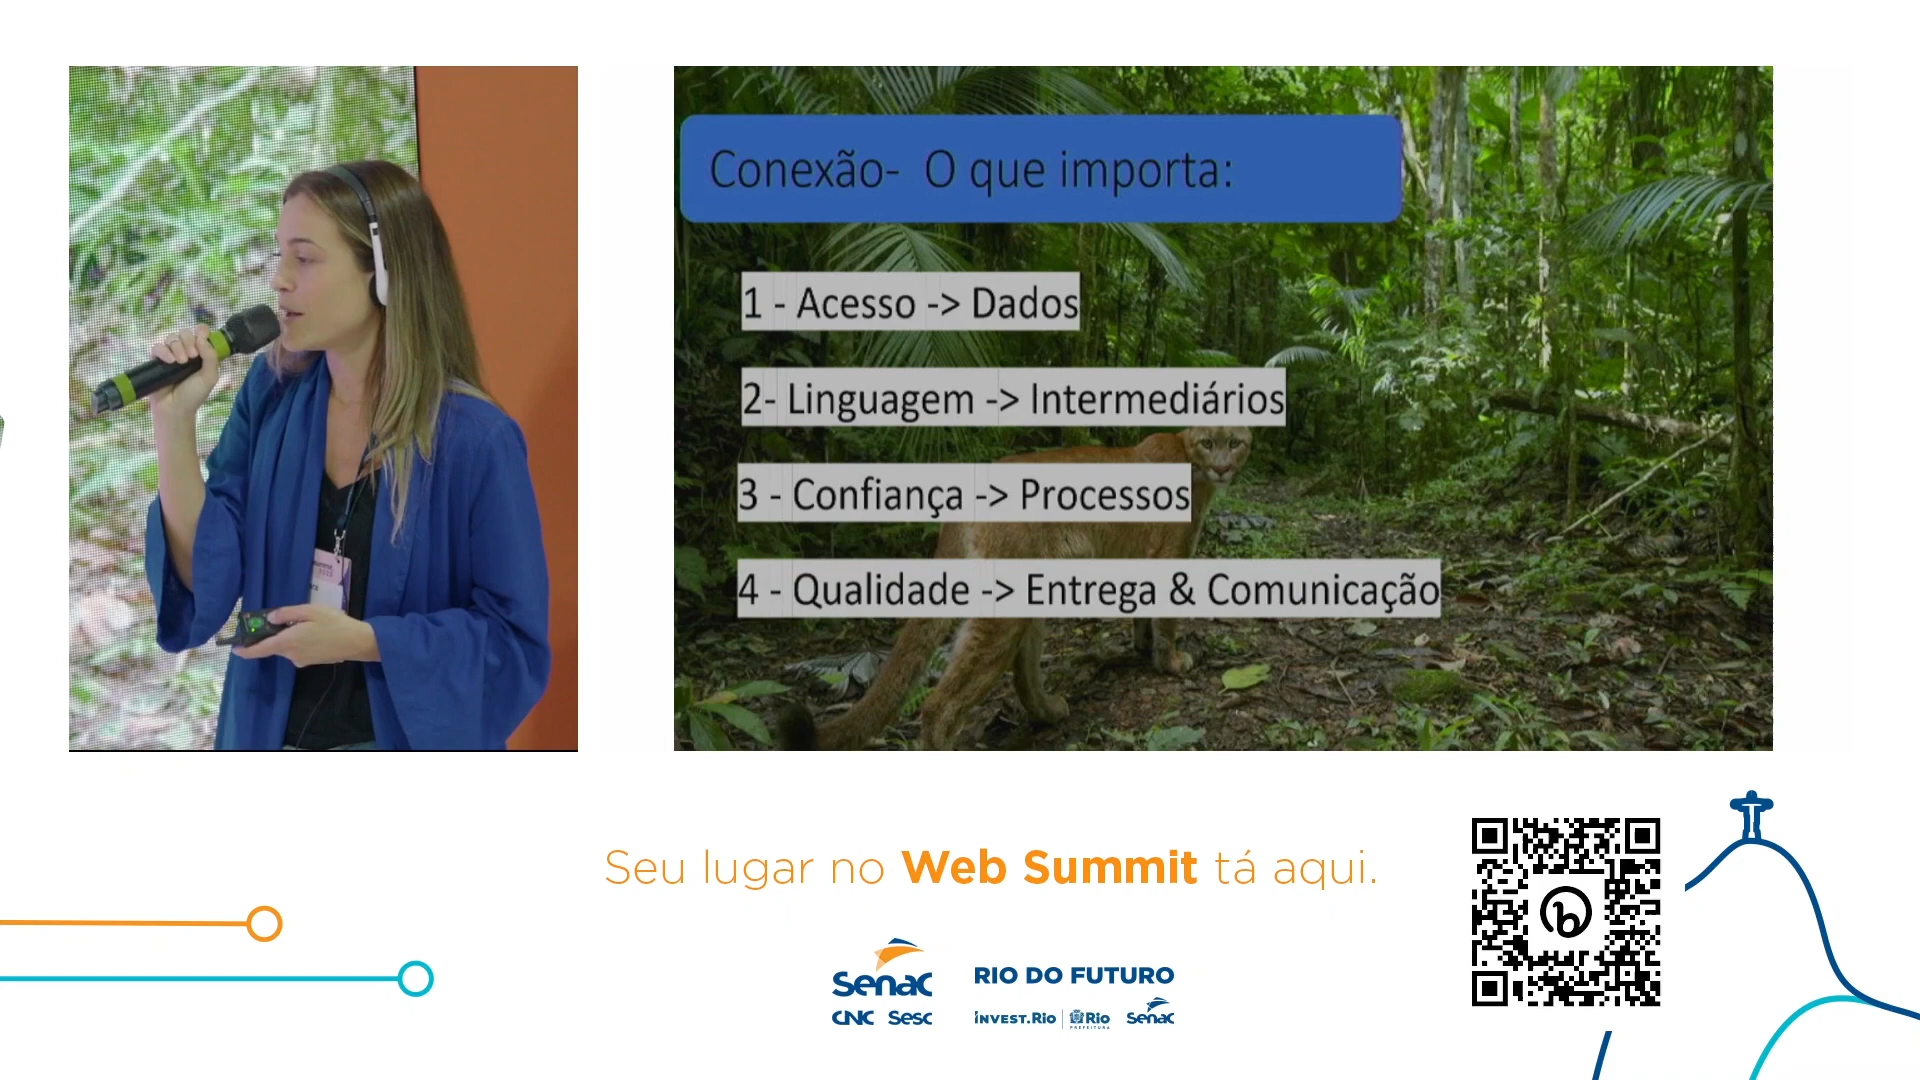 Conexão- O que importa:
1 - Acesso -> Dados
2- Linguagem -> Intermediários
3 - Confiança -> Processos
4 - Qualidade -> Entrega & Comunicação
Seu lugar no Web Summit tá aqui.
Senac
CNC Sesc
RIO DO FUTURO
INVEST.Rio
Rio
PREFEITURA
Senac